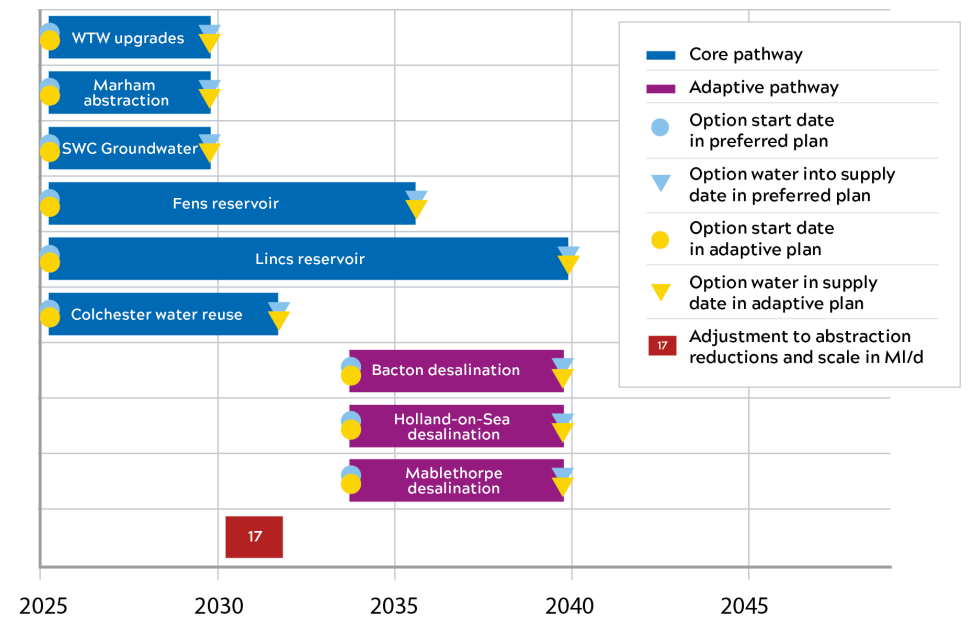 WTW upgrades
Marham
abstraction
SWC Groundwater
Fens reservoir
Lincs reservoir
Colchester water reuse
Bacton desalination
Holland-on-Sea
desalination
Mablethorpe
desalination
17
2025
2030
2035
2040
2045
Core pathway
Adaptive pathway
Option start date
in preferred plan
Option water into supply
date in preferred plan
Option start date
in adaptive plan
Option water in supply
date in adaptive plan
17
Adjustment to abstraction
reductions and scale in Ml/d